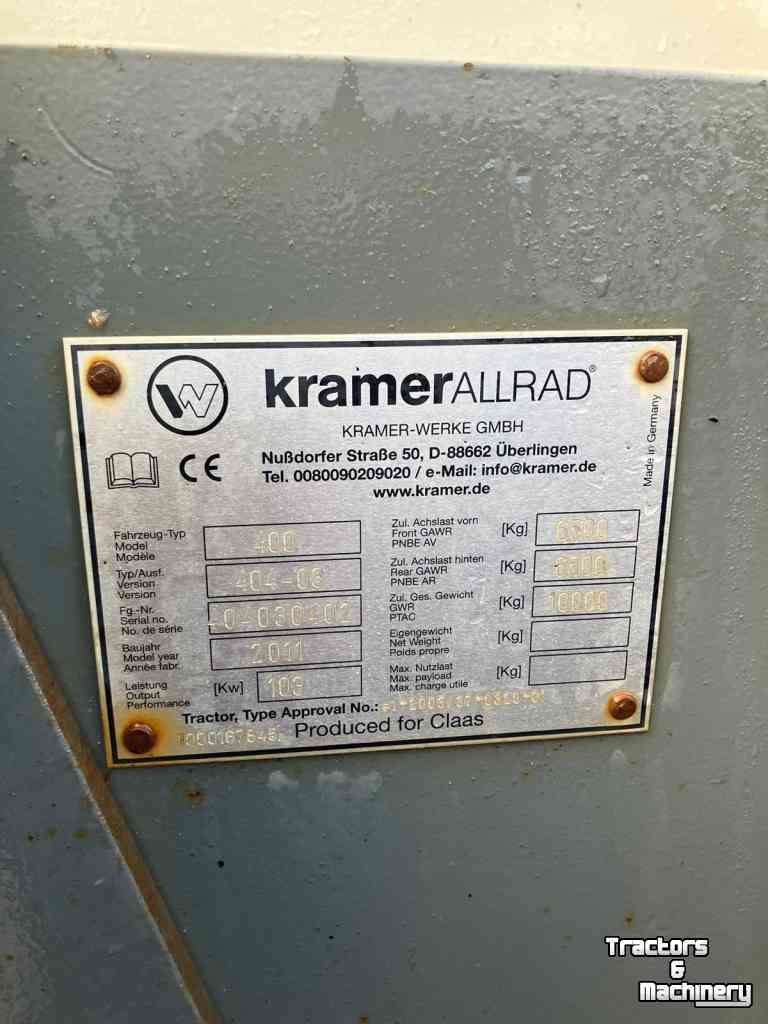 W kramerALLRAD®
KRAMER-WERKE GMBH
Nußdorfer Straße 50, D-88662 Überlingen
Tel. 0080090209020 / e-Mail: info@kramer.de
www.kramer.de
CE
Made in Germany
Fahrzeug-Typ
Model
Modèle
400
Typ/Ausf.
Version
Version
404-08
Fg.-Nr.
Serial no.
No. de série
Baujahr
Model year
Année fabr.
2011
Leistung
Output
Performance
[Kw] 103
Zul. Achslast vorn
Front GAWR
PNBE AV
[Kg]
Zul. Achslast hinten
Rear GAWR
PNBE AR
[Kg]
Zul. Ges. Gewicht
GWR
PTAC
[Kg] 10000
Eigengewicht
Net Weight
Poids propre
[Kg]
Max. Nutzlast
Max. payload
Max. charge utile
[Kg]
Tractor, Type Approval No.:
Produced for Claas
Tractors
&
Machinery